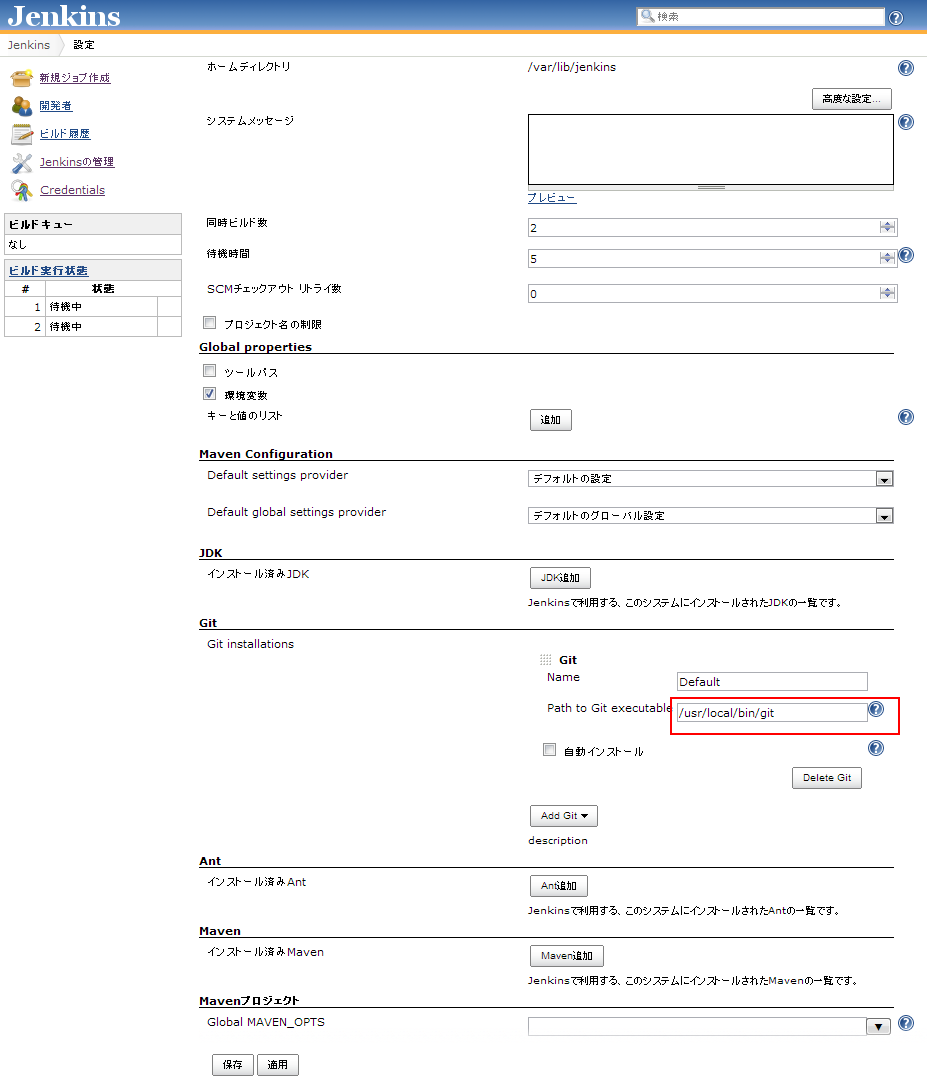 Jenkins
検索
Jenkins 設定
新規ジョブ作成
開発者
ビルド履歴
Jenkinsの管理
Credentials
ビルドキュー
なし
ビルド実行状態
# 状態
1 待機中
2 待機中
ホームディレクトリ /var/lib/jenkins
高度な設定...
システムメッセージ
プレビュー
同時ビルド数 2
待機時間 5
SCMチェックアウト リトライ数 0
プロジェクト名の制限
Global properties
ツールパス
環境変数
キーと値のリスト 追加
Maven Configuration
Default settings provider デフォルトの設定
Default global settings provider デフォルトのグローバル設定
JDK
インストール済みJDK JDK追加
Jenkinsで利用する、このシステムにインストールされたJDKの一覧です。
Git
Git installations
Git
Name Default
Path to Git executable /usr/local/bin/git
自動インストール
Delete Git
Add Git
description
Ant
インストール済みAnt Ant追加
Jenkinsで利用する、このシステムにインストールされたAntの一覧です。
Maven
インストール済みMaven Maven追加
Jenkinsで利用する、このシステムにインストールされたMavenの一覧です。
Mavenプロジェクト
Global MAVEN_OPTS
保存 適用